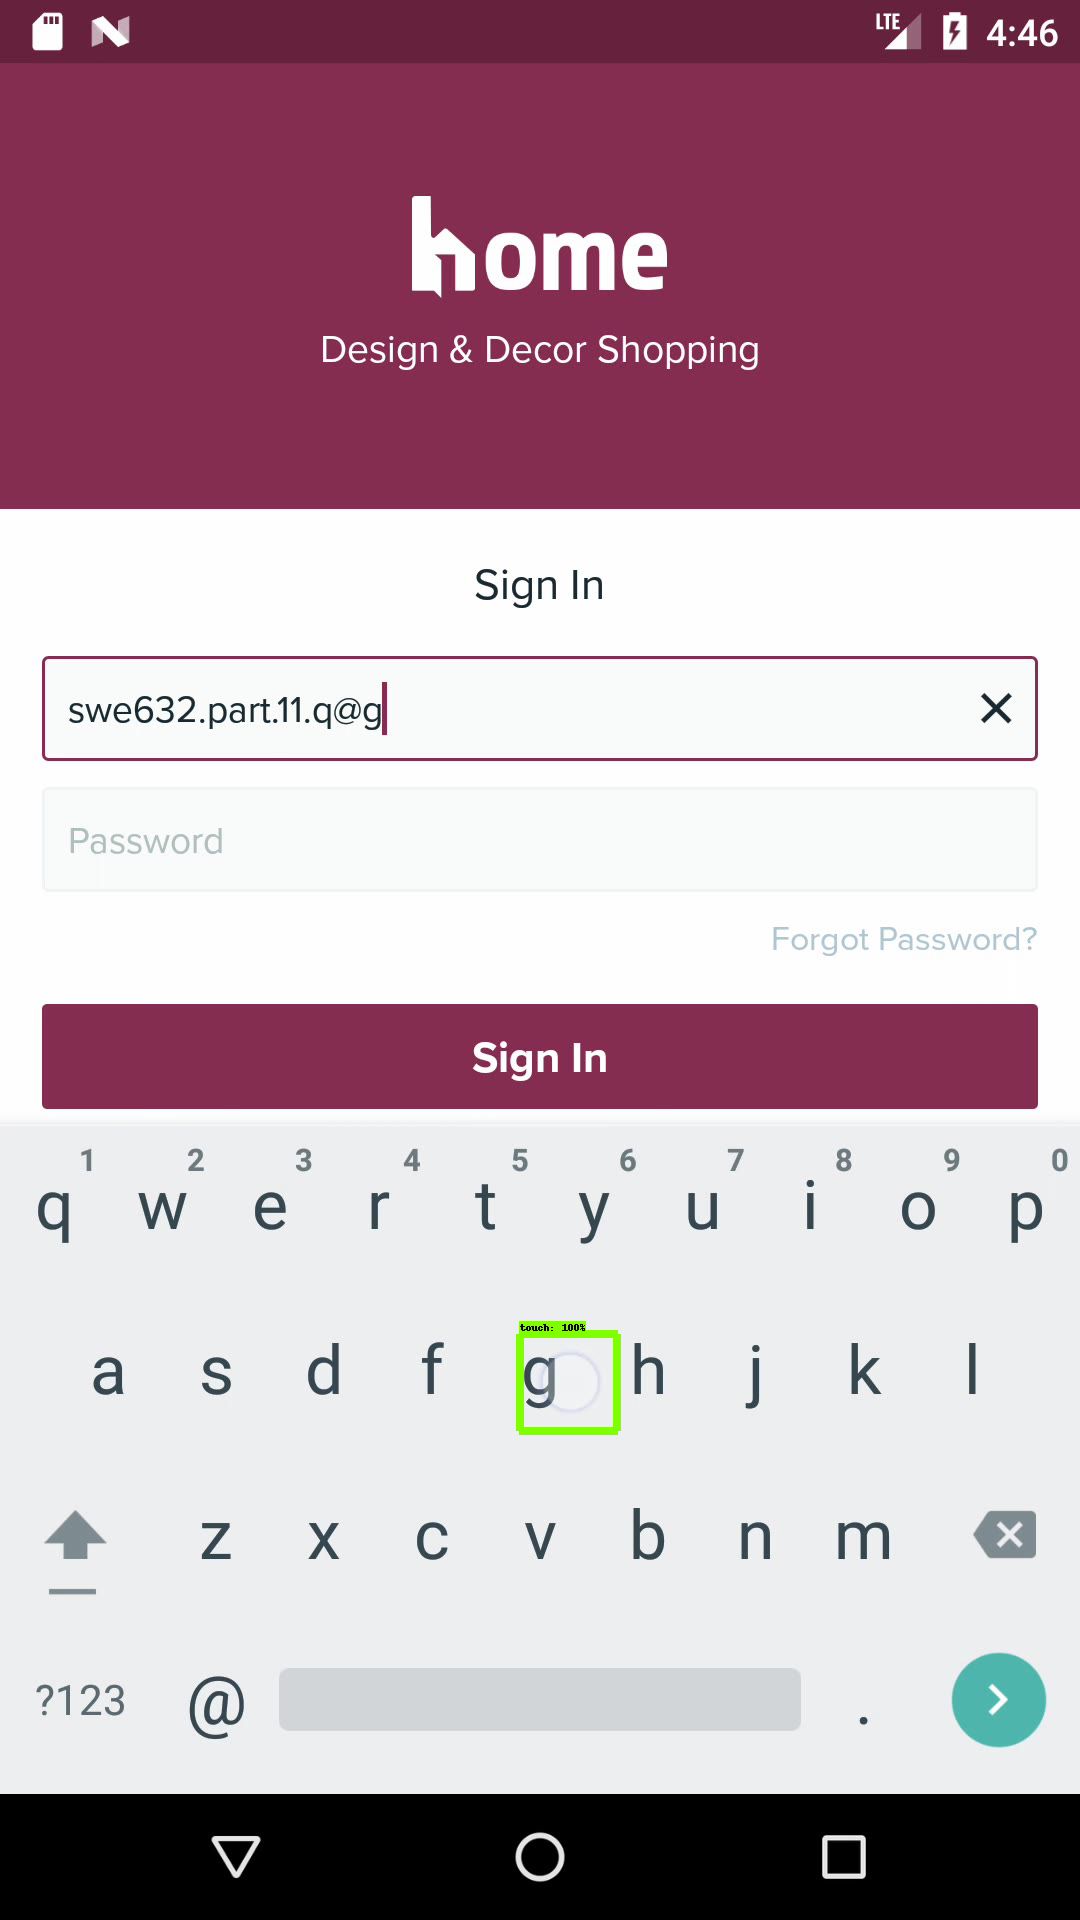 LTE 4:46
home
Design & Decor Shopping
Sign In
swe632.part.11.q@g
Password
Forgot Password?
Sign In
1 2 3 4 5 6 7 8 9 0
q w e r t y u i o p
touch: 100%
a s d f g h j k l
z x c v b n m
?123 @ .